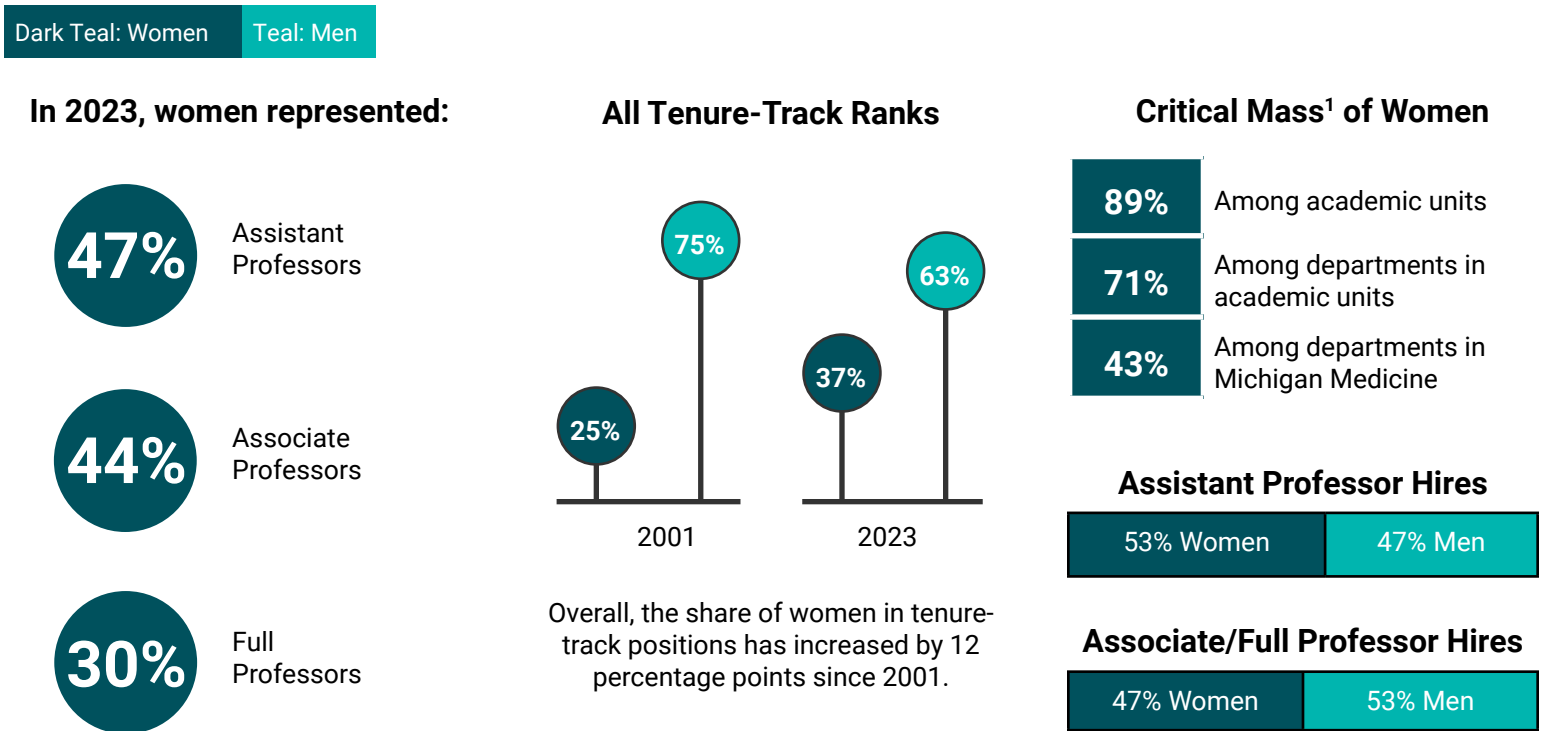 Dark Teal: Women
Teal: Men
In 2023, women represented:
47%
Assistant
Professors
44%
Associate
Professors
30%
Full
Professors
All Tenure-Track Ranks
25%
75%
2001
37%
63%
2023
Overall, the share of women in tenure-
track positions has increased by 12
percentage points since 2001.
Critical Mass¹ of Women
89%
Among academic units
71%
Among departments in
academic units
43%
Among departments in
Michigan Medicine
Assistant Professor Hires
53% Women
47% Men
Associate/Full Professor Hires
47% Women
53% Men